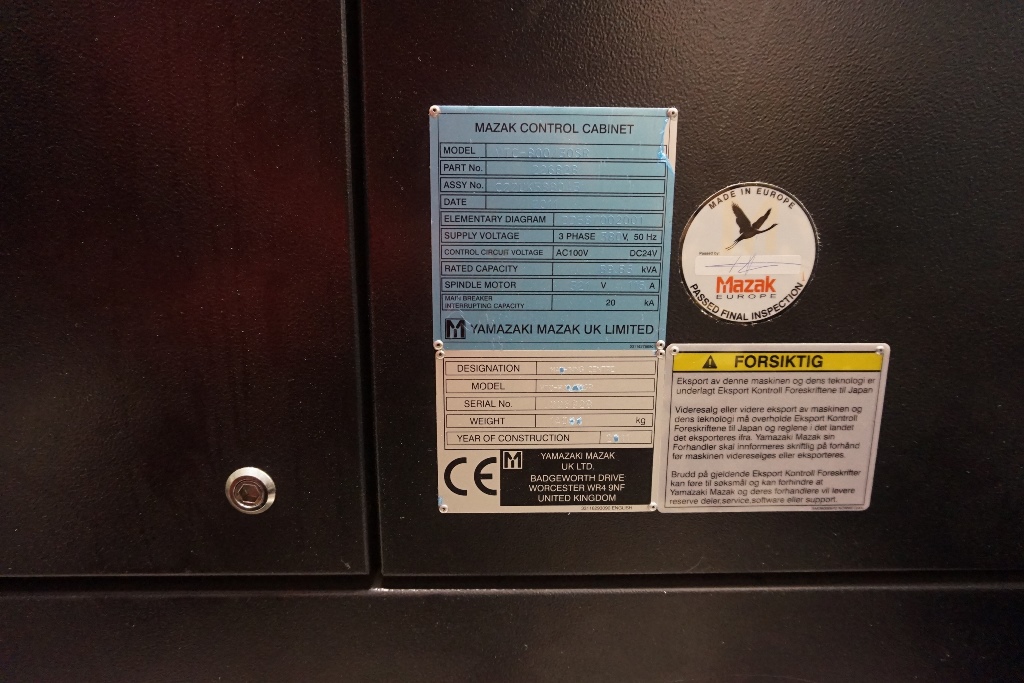 MAZAK CONTROL CABINET
MODEL
PART No.
ASSY No.
DATE
ELEMENTARY DIAGRAM
SUPPLY VOLTAGE 3 PHASE V, 50 Hz
CONTROL CIRCUIT VOLTAGE AC100V DC24V
RATED CAPACITY kVA
SPINDLE MOTOR V A
MAIN BREAKER
INTERRUPTING CAPACITY 20 kA
YAMAZAKI MAZAK UK LIMITED
DESIGNATION
MODEL
SERIAL No.
WEIGHT kg
YEAR OF CONSTRUCTION
CE
YAMAZAKI MAZAK
UK LTD.
BADGEWORTH DRIVE
WORCESTER WR4 9NF
UNITED KINGDOM
MADE IN EUROPE
Mazak
EUROPE
PASSED FINAL INSPECTION
FORSIKTIG
Eksport av denne maskinen og dens teknologi er
underlagt Eksport Kontroll Foreskriftene til Japan
Videresalg eller videre eksport av maskinen og
dens teknologi må overholde Eksport Kontroll
Foreskriftene til Japan og reglene i det landet
det eksporteres ifra. Yamazaki Mazak sin
Forhandler skal innformeres skriftlig på forhånd
før maskinen videreselges eller eksporteres.
Brudd på gjeldende Eksport Kontroll Foreskrifter
kan føre til søksmål og kan forhindre at
Yamazaki Mazak og deres forhandlere vil levere
reserve deler,service,software eller support.